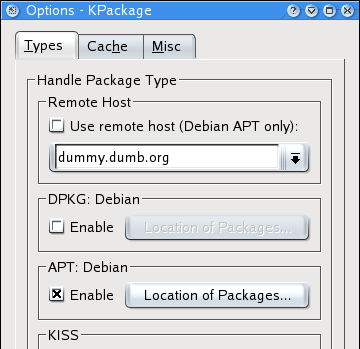 Options - KPackage
Types Cache Misc
Handle Package Type
Remote Host
Use remote host (Debian APT only):
dummy.dumb.org
DPKG: Debian
Enable Location of Packages...
APT: Debian
Enable Location of Packages...
KISS